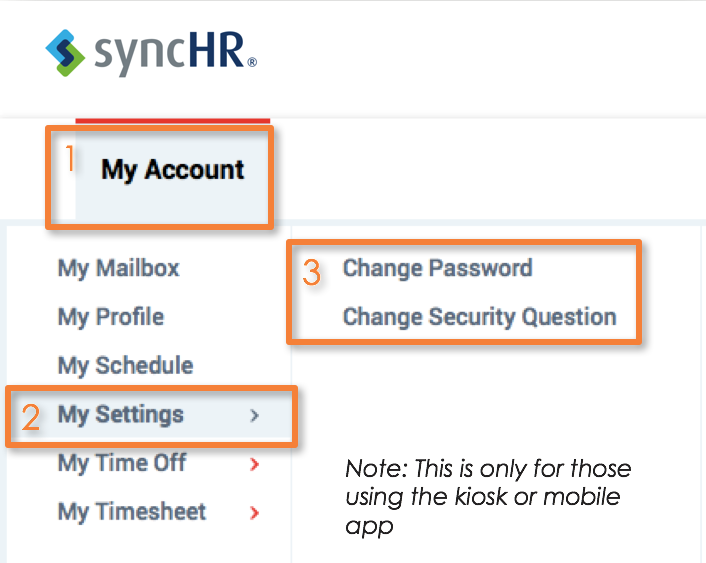 syncHR®
1
My Account
My Mailbox
My Profile
My Schedule
2 My Settings >
My Time Off >
My Timesheet >
3 Change Password
Change Security Question
Note: This is only for those
using the kiosk or mobile
app